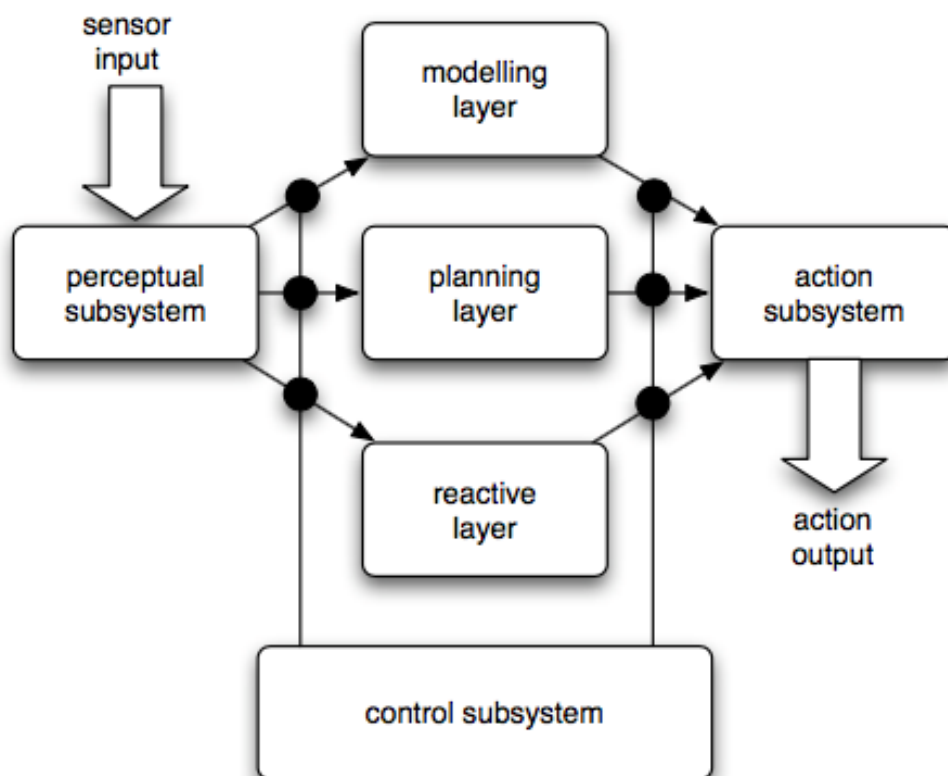 sensor
input
modelling
layer
perceptual
subsystem
planning
layer
action
subsystem
reactive
layer
action
output
control subsystem